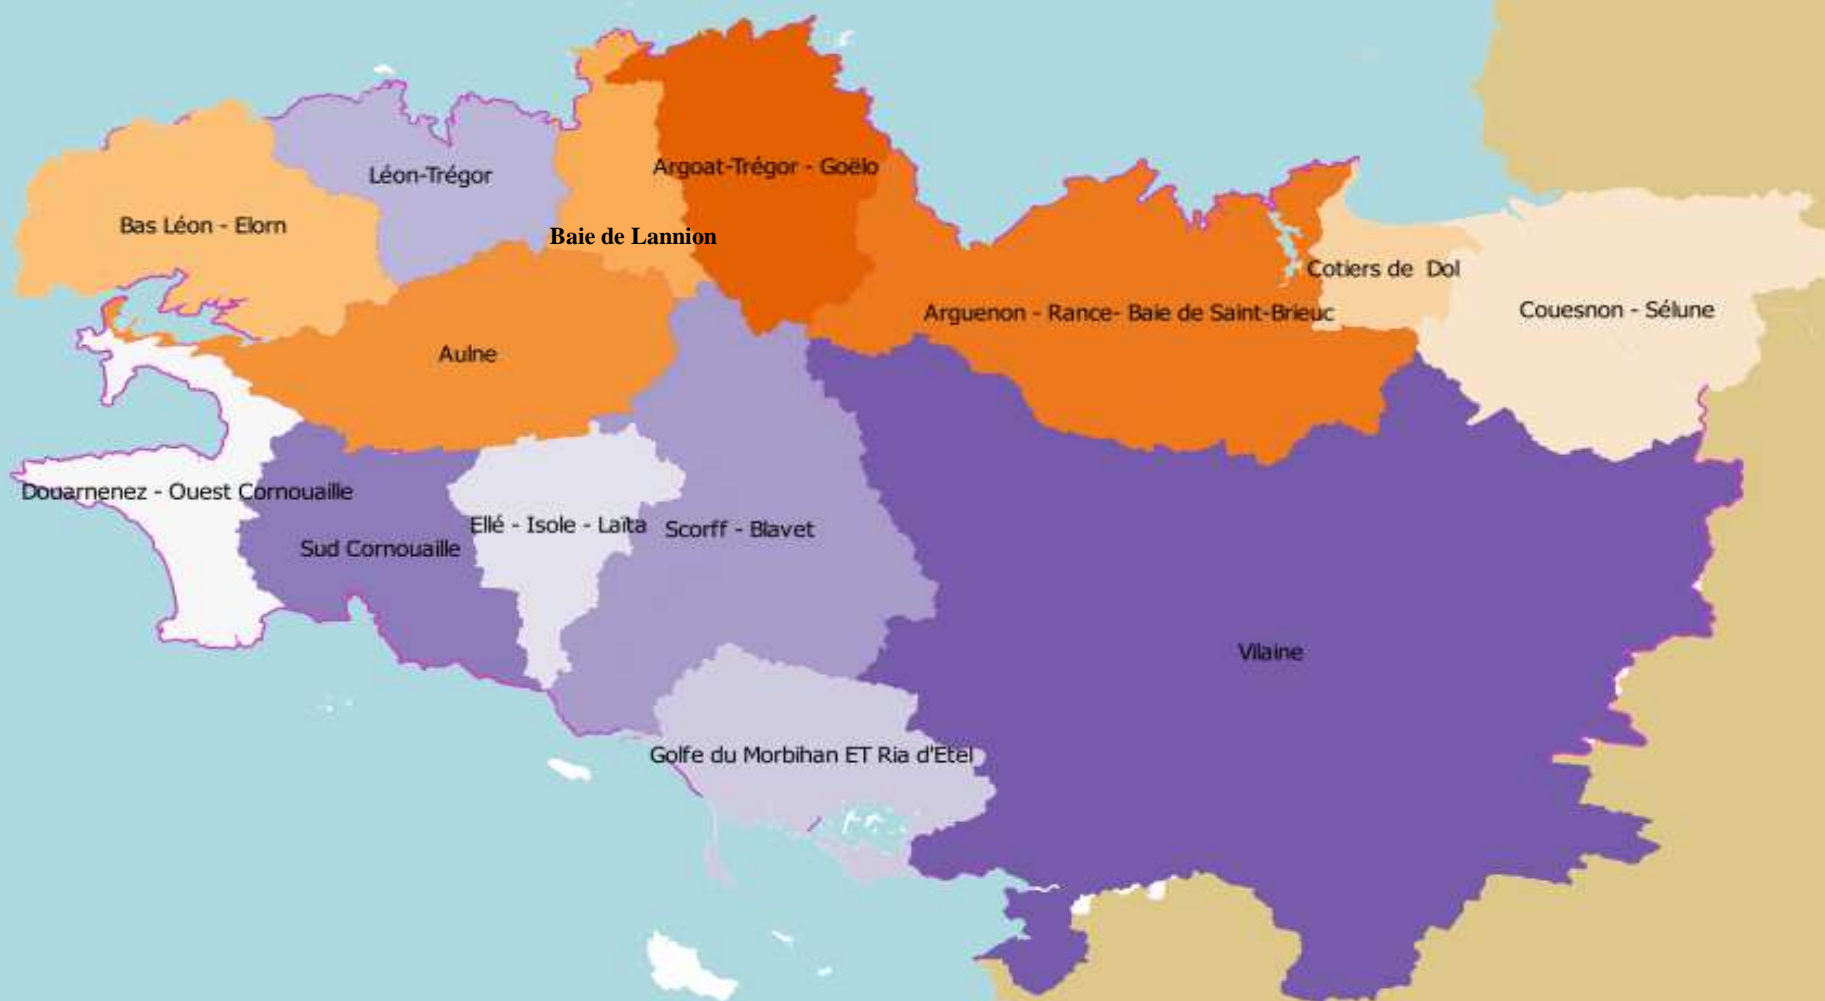 Argoat-Trégor - Goëlo
Léon-Trégor
Bas Léon - Elorn
Baie de Lannion
Cotiers de  Dol
Arguenon - Rance- Baie de Saint-Brieuc
Couesnon - Sélune
Aulne
Douarnenez - Ouest Cornouaille
Ellé - Isole - Laïta
Scorff - Blavet
Sud Cornouaille
Vilaine
Golfe du Morbihan ET Ria d'Etel